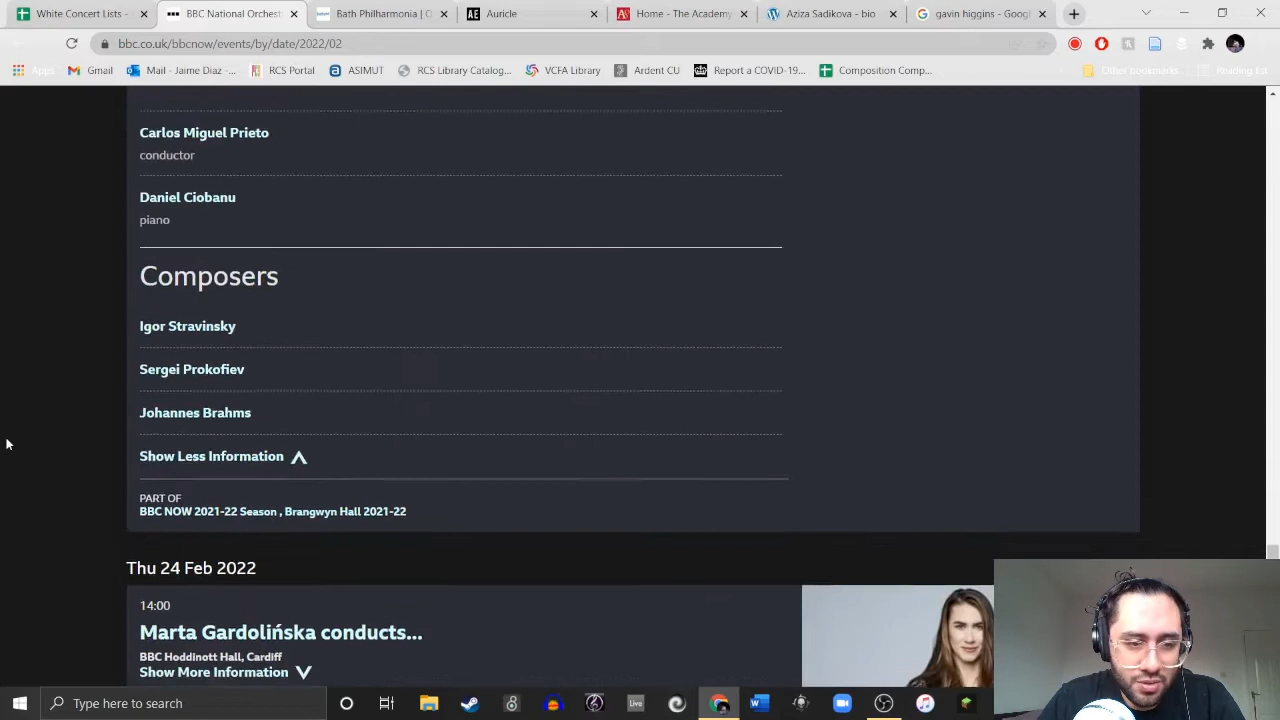 White Concert Lists -
BBC National Orchest
Bath Philharmonia | O
Auricle
Home - The Academy
Aziza Sadikova - bio
gavin higgins - Googl
bbc.co.uk/bbcnow/events/by/date/2022/02
Apps
Gmail
Mail - Jaime Diaz -...
RCS Portal
ASIMUT
RCS Library Catalog...
VCFA Library
Ardent CU
Report a COVID-19...
Composition Comp...
Other bookmarks
Reading list
Carlos Miguel Prieto
conductor
Daniel Ciobanu
piano
Composers
Igor Stravinsky
Sergei Prokofiev
Johannes Brahms
Show Less Information
PART OF
BBC NOW 2021-22 Season , Brangwyn Hall 2021-22
Thu 24 Feb 2022
14:00
Marta Gardolińska conducts...
BBC Hoddinott Hall, Cardiff
Show More Information
Type here to search
Live